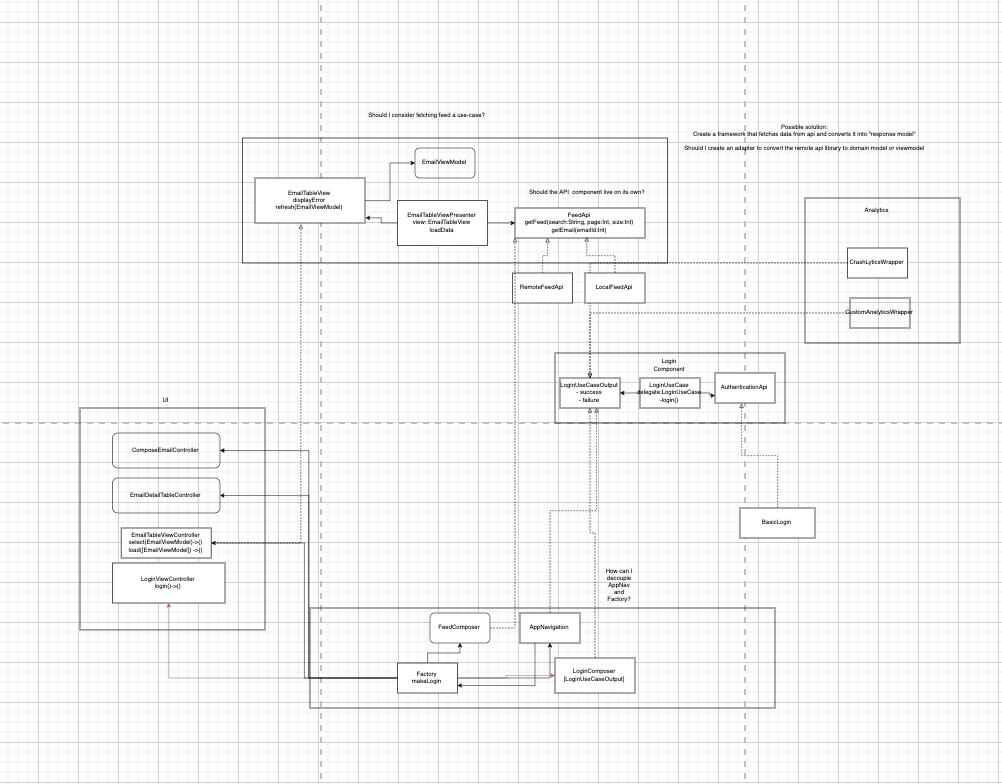 Should I consider fetching feed a use-case?
Possible solution:
Create a framework that fetches data from api and converts it into "response model"
Should I create an adapter to convert the remote api library to domain model or viewmodel
EmailViewModel
EmailTableView
displayError
refresh(EmailViewModel)
Should the API component live on its own?
EmailTableViewPresenter
view: EmailTableView
loadData
FeedApi
getFeed(search:String, page:Int, size:Int)
getEmail(emailId:Int)
Analytics
CrashLyticsWrapper
CustomAnalyticsWrapper
RemoteFeedApi
LocalFeedApi
Login
Component
LoginUseCaseOutput
- success
- failure
LoginUseCase
delegate:LoginUseCase
-login()
AuthenticationApi
UI
ComposeEmailController
EmailDetailTableController
EmailTableViewController
select(EmailViewModel)->()
load([EmailViewModel]) ->()
LoginViewController
login()->()
BasicLogin
How can I
decouple
AppNav
and
Factory?
FeedComposer
AppNavigation
Factory
makeLogin
LoginComposer
[LoginUseCaseOutput]